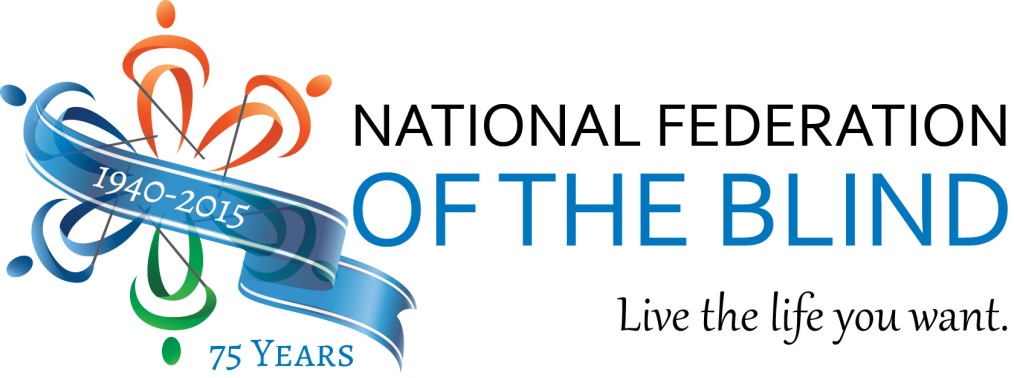 1940-2015
75 YEARS
NATIONAL FEDERATION
OF THE BLIND
Live the life you want.